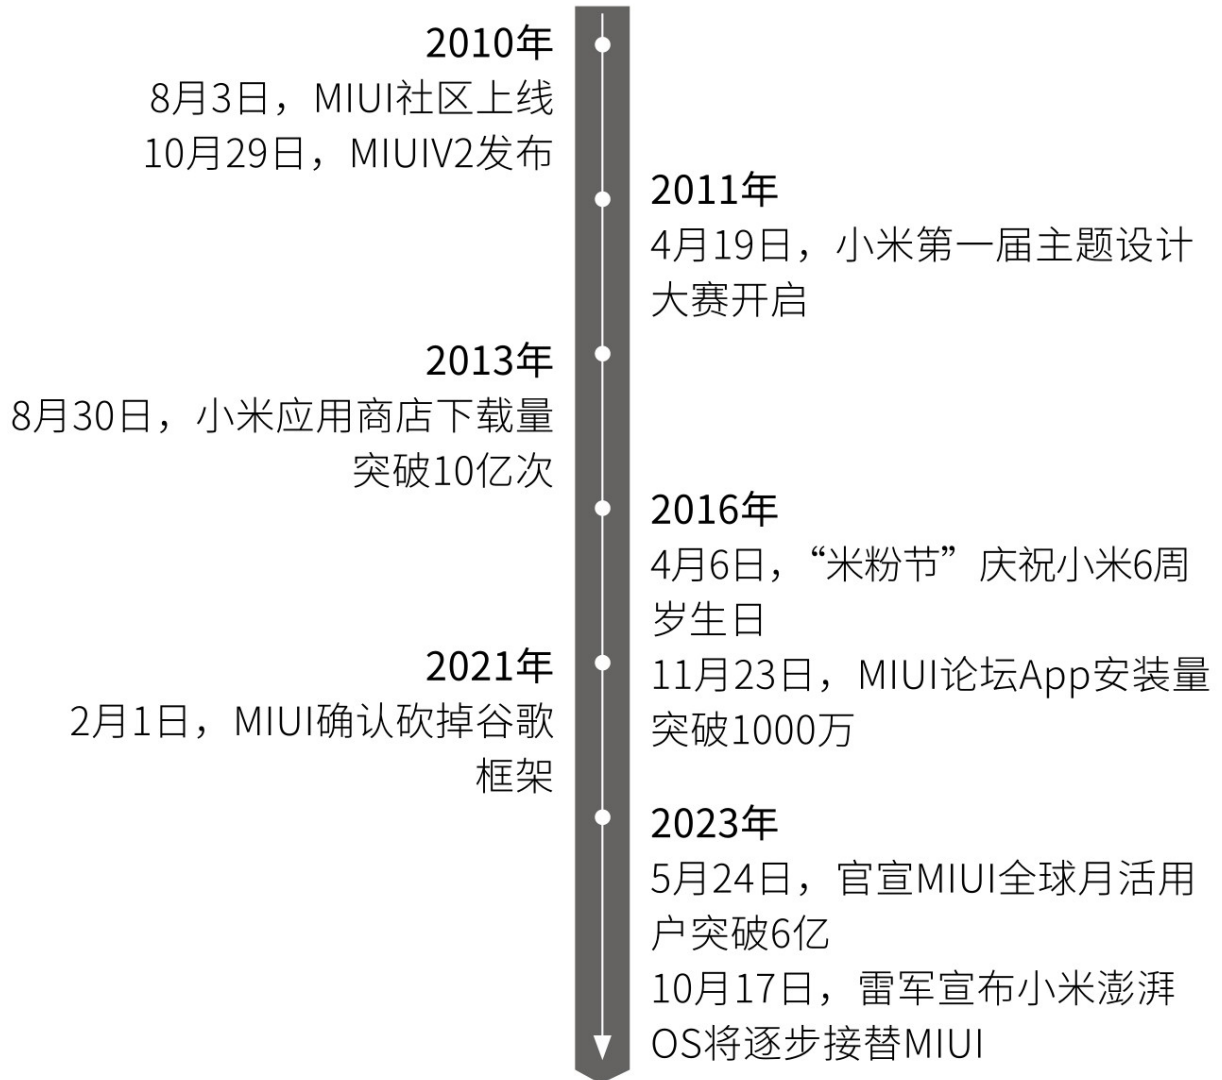 2010年
8月3日，MIUI社区上线
10月29日，MIUIV2发布
2011年
4月19日，小米第一届主题设计
大赛开启
2013年
8月30日，小米应用商店下载量
突破10亿次
2016年
4月6日，“米粉节”庆祝小米6周
岁生日
11月23日，MIUI论坛App安装量
突破1000万
2021年
2月1日，MIUI确认砍掉谷歌
框架
2023年
5月24日，官宣MIUI全球月活用
户突破6亿
10月17日，雷军宣布小米澎湃
OS将逐步接替MIUI